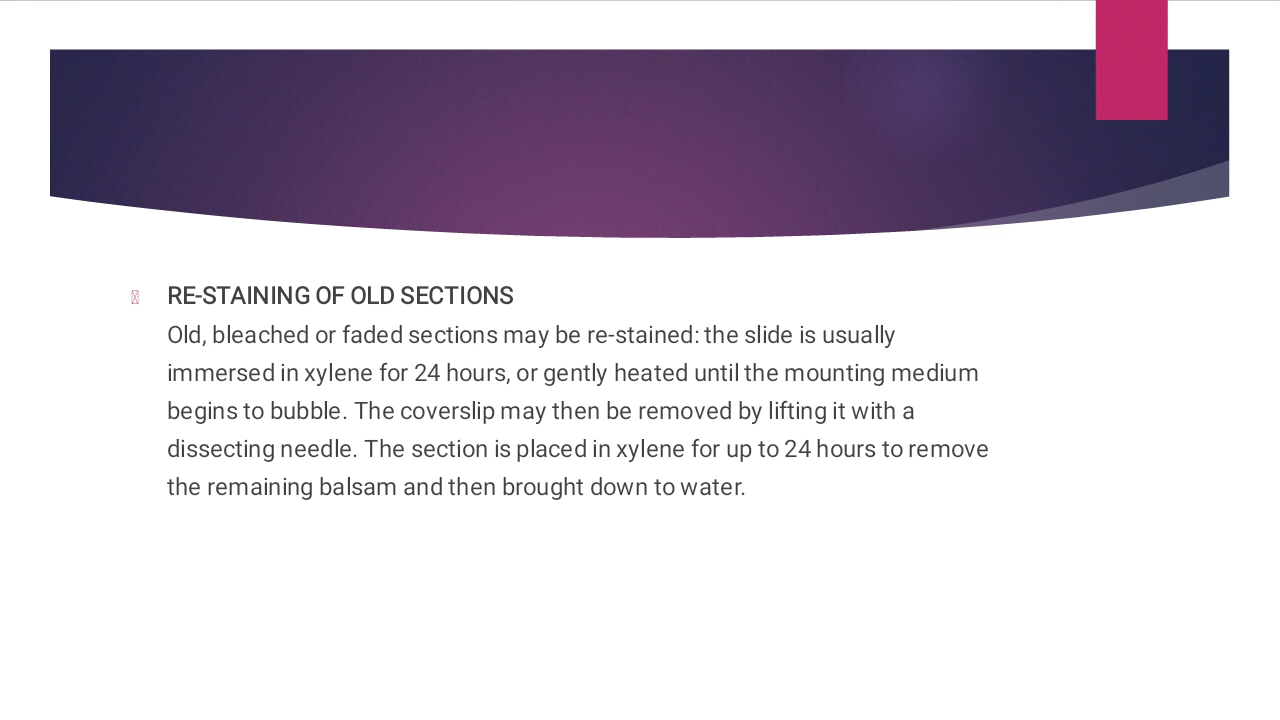 RE-STAINING OF OLD SECTIONS
Old, bleached or faded sections may be re-stained: the slide is usually
immersed in xylene for 24 hours, or gently heated until the mounting medium
begins to bubble. The coverslip may then be removed by lifting it with a
dissecting needle. The section is placed in xylene for up to 24 hours to remove
the remaining balsam and then brought down to water.